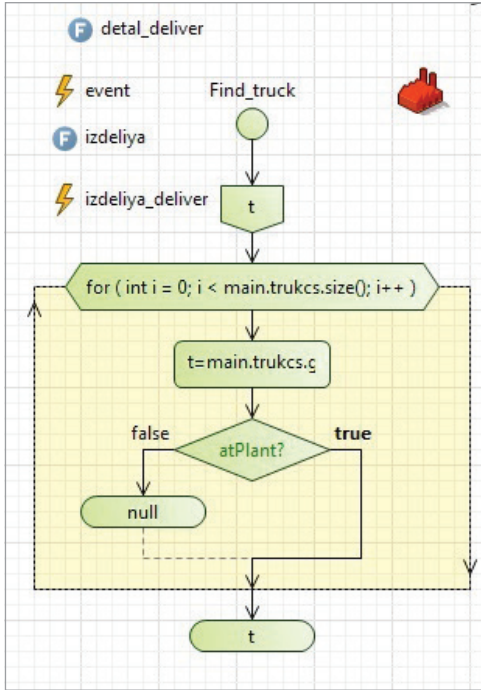 F detal_deliver
event
Find_truck
F izdeliya
izdeliya_deliver
t
for ( int i = 0; i < main.trukcs.size(); i++ )
t=main.trukcs.g
false
true
atPlant?
null
t